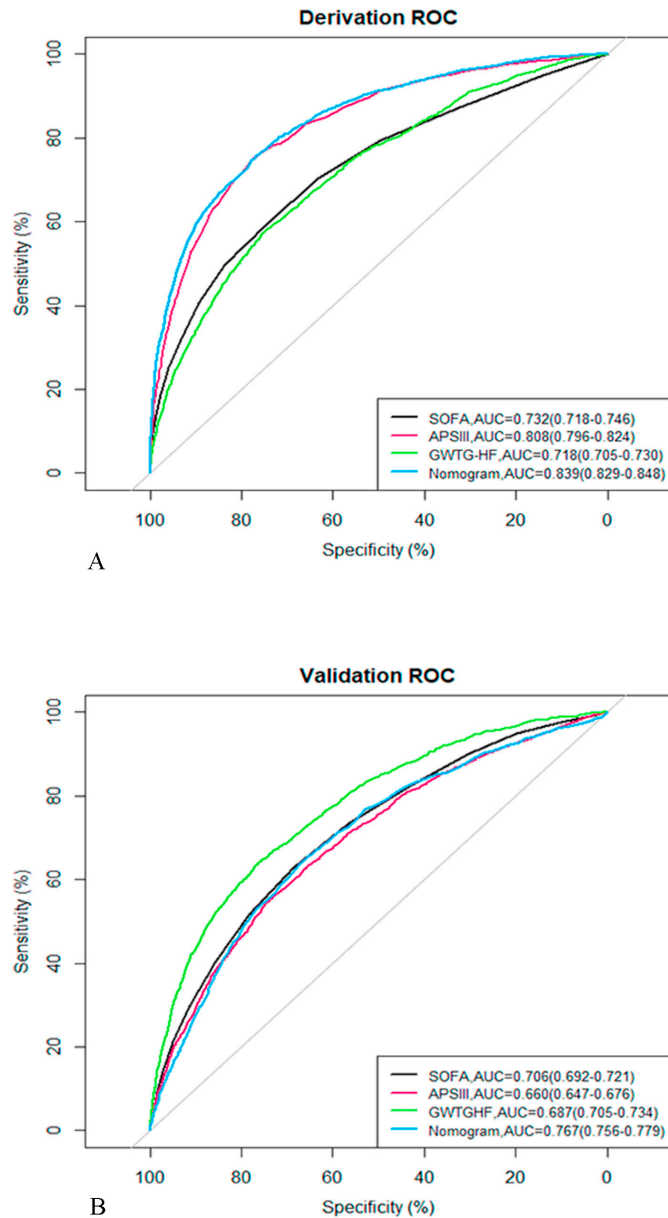 Derivation ROC
100
80
60
40
20
0
Sensitivity (%)
SOFA,AUC=0.732(0.718-0.746)
APSIII,AUC=0.808(0.796-0.824)
GWTG-HF,AUC=0.718(0.705-0.730)
Nomogram,AUC=0.839(0.829-0.848)
100 80 60 40 20 0
Specificity (%)
A
Validation ROC
100
80
60
40
20
0
Sensitivity (%)
SOFA,AUC=0.706(0.692-0.721)
APSIII,AUC=0.660(0.647-0.676)
GWTGHF,AUC=0.687(0.705-0.734)
Nomogram,AUC=0.767(0.756-0.779)
100 80 60 40 20 0
Specificity (%)
B